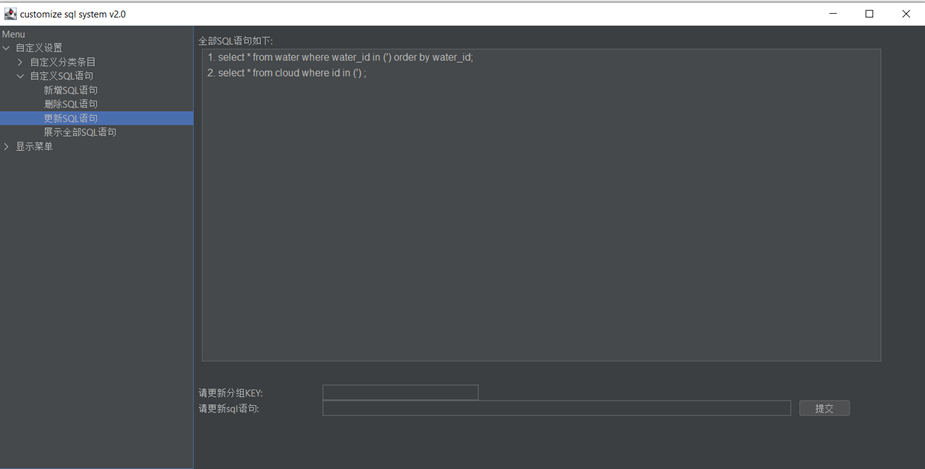 customize sql system v2.0
Menu
自定义设置
自定义分类条目
自定义SQL语句
新增SQL语句
删除SQL语句
更新SQL语句
展示全部SQL语句
显示菜单
全部SQL语句如下:
1. select * from water where water_id in (') order by water_id;
2. select * from cloud where id in (') ;
请更新分组KEY:
请更新sql语句:
提交